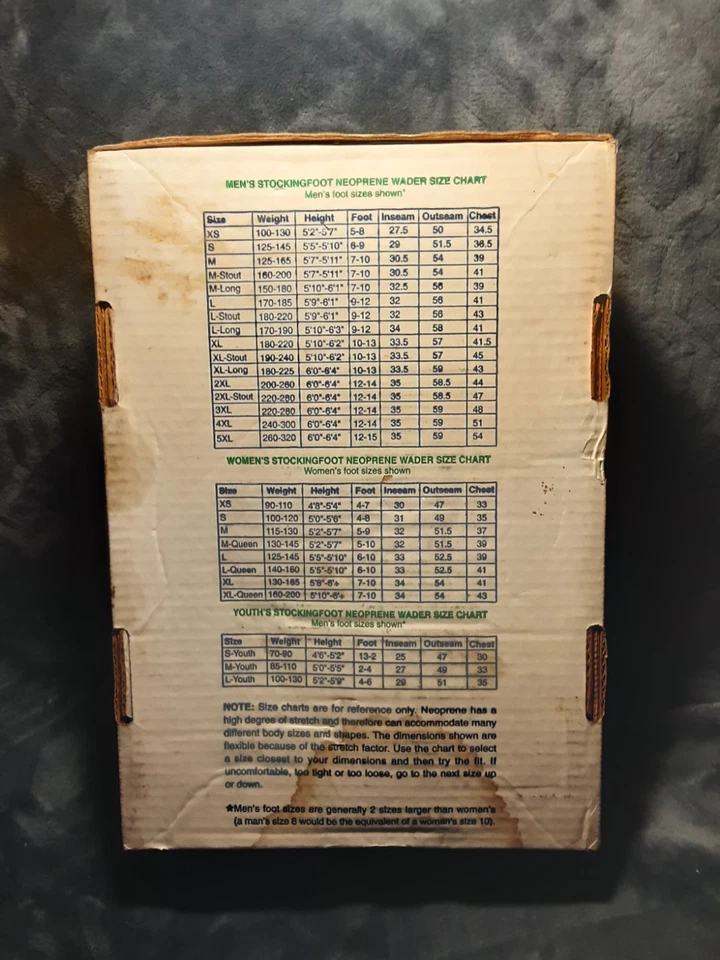 MEN'S STOCKINGFOOT NEOPRENE WADER SIZE CHART
Men's foot sizes shown*
Size Weight Height Foot Inseam Outseam Chest
XS 100-130 5'2"-5'7" 5-8 27.5 50 34.5
S 125-145 5'5"-5'10" 6-9 29 51.5 36.5
M 125-165 5'7"-5'11" 7-10 30.5 54 39
M-Stout 160-200 5'7"-5'11" 7-10 30.5 54 41
M-Long 150-180 5'10"-6'1" 7-10 32.5 56 39
L 170-185 5'9"-6'1" 9-12 32 56 41
L-Stout 180-220 5'9"-6'1" 9-12 32 56 43
L-Long 170-190 5'10"-6'3" 9-12 34 58 41
XL 180-220 5'10"-6'2" 10-13 33.5 57 41.5
XL-Stout 190-240 5'10"-6'2" 10-13 33.5 57 45
XL-Long 180-225 6'0"-6'4" 10-13 33.5 59 43
2XL 200-260 6'0"-6'4" 12-14 35 58.5 44
2XL-Stout 220-280 6'0"-6'4" 12-14 35 58.5 47
3XL 220-280 6'0"-6'4" 12-14 35 59 48
4XL 240-300 6'0"-6'4" 12-14 35 59 51
5XL 260-320 6'0"-6'4" 12-15 35 59 54
WOMEN'S STOCKINGFOOT NEOPRENE WADER SIZE CHART
Women's foot sizes shown
Size Weight Height Foot Inseam Outseam Chest
XS 90-110 4'8"-5'4" 4-7 30 47 33
S 100-120 5'0"-5'6" 4-8 31 49 35
M 115-130 5'2"-5'7" 5-9 32 51.5 37
M-Queen 130-145 5'2"-5'7" 5-10 32 51.5 39
L 125-145 5'5"-5'10" 6-10 33 52.5 39
L-Queen 140-160 5'5"-5'10" 6-10 33 52.5 41
XL 130-165 5'8"-6'+ 7-10 34 54 41
XL-Queen 160-200 5'10"-6'+ 7-10 34 54 43
YOUTH'S STOCKINGFOOT NEOPRENE WADER SIZE CHART
Men's foot sizes shown*
Size Weight Height Foot Inseam Outseam Chest
S-Youth 70-90 4'6"-5'2" 13-2 25 47 30
M-Youth 85-110 5'0"-5'5" 2-4 27 49 33
L-Youth 100-130 5'2"-5'9" 4-6 29 51 35
NOTE: Size charts are for reference only. Neoprene has a
high degree of stretch and therefore can accommodate many
different body sizes and shapes. The dimensions shown are
flexible because of the stretch factor. Use the chart to select
a size closest to your dimensions and then try the fit. If
uncomfortable, too tight or too loose, go to the next size up
or down.
*Men's foot sizes are generally 2 sizes larger than women's
(a man's size 8 would be the equivalent of a woman's size 10).